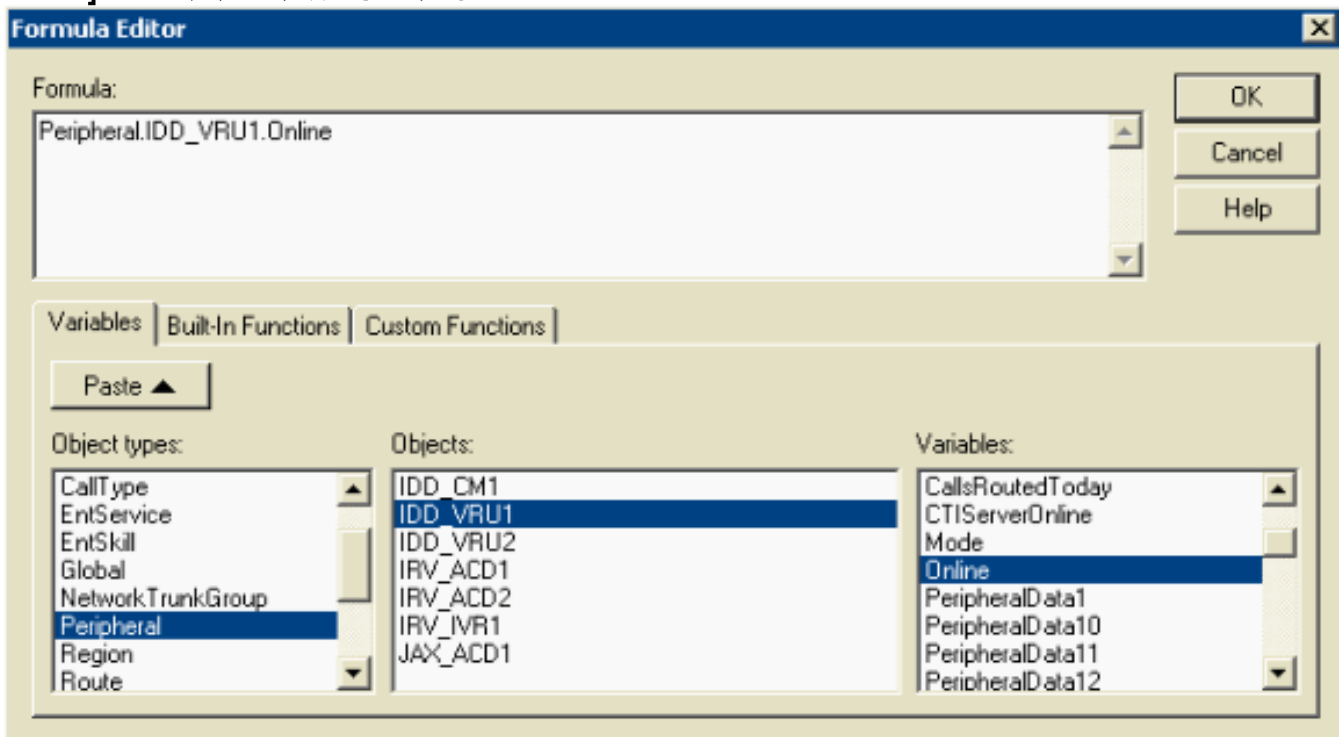 Formula Editor
Formula:
OK
Peripheral.IDD_VRU1.Online
Cancel
Help
Variables Built-In Functions Custom Functions
Paste
Object types: Objects: Variables:
CallType IDD_CM1 CallsRoutedToday
EntService IDD_VRU1 CTIServerOnline
EntSkill IDD_VRU2 Mode
Global IRV_ACD1 Online
NetworkTrunkGroup IRV_ACD2 PeripheralData1
Peripheral IRV_IVR1 PeripheralData10
Region JAX_ACD1 PeripheralData11
Route PeripheralData12